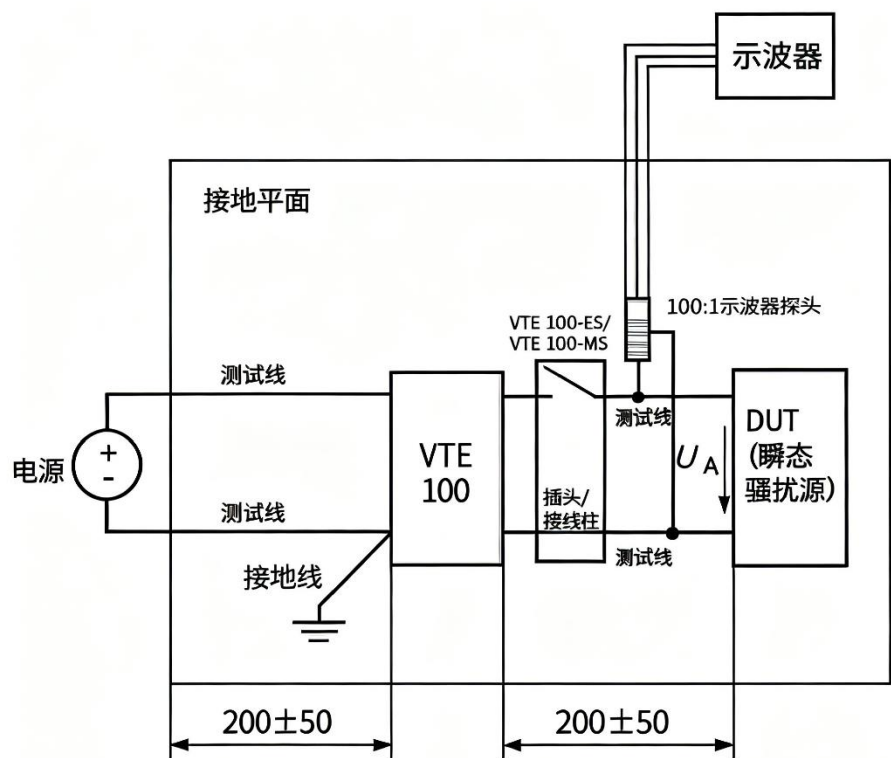 示波器
接地平面
100:1示波器探头
VTE 100-ES/
VTE 100-MS
测试线
测试线
+
-
电源
VTE
100
DUT
(瞬态
骚扰源)
UA
插头/
接线柱
测试线
测试线
接地线
200±50
200±50